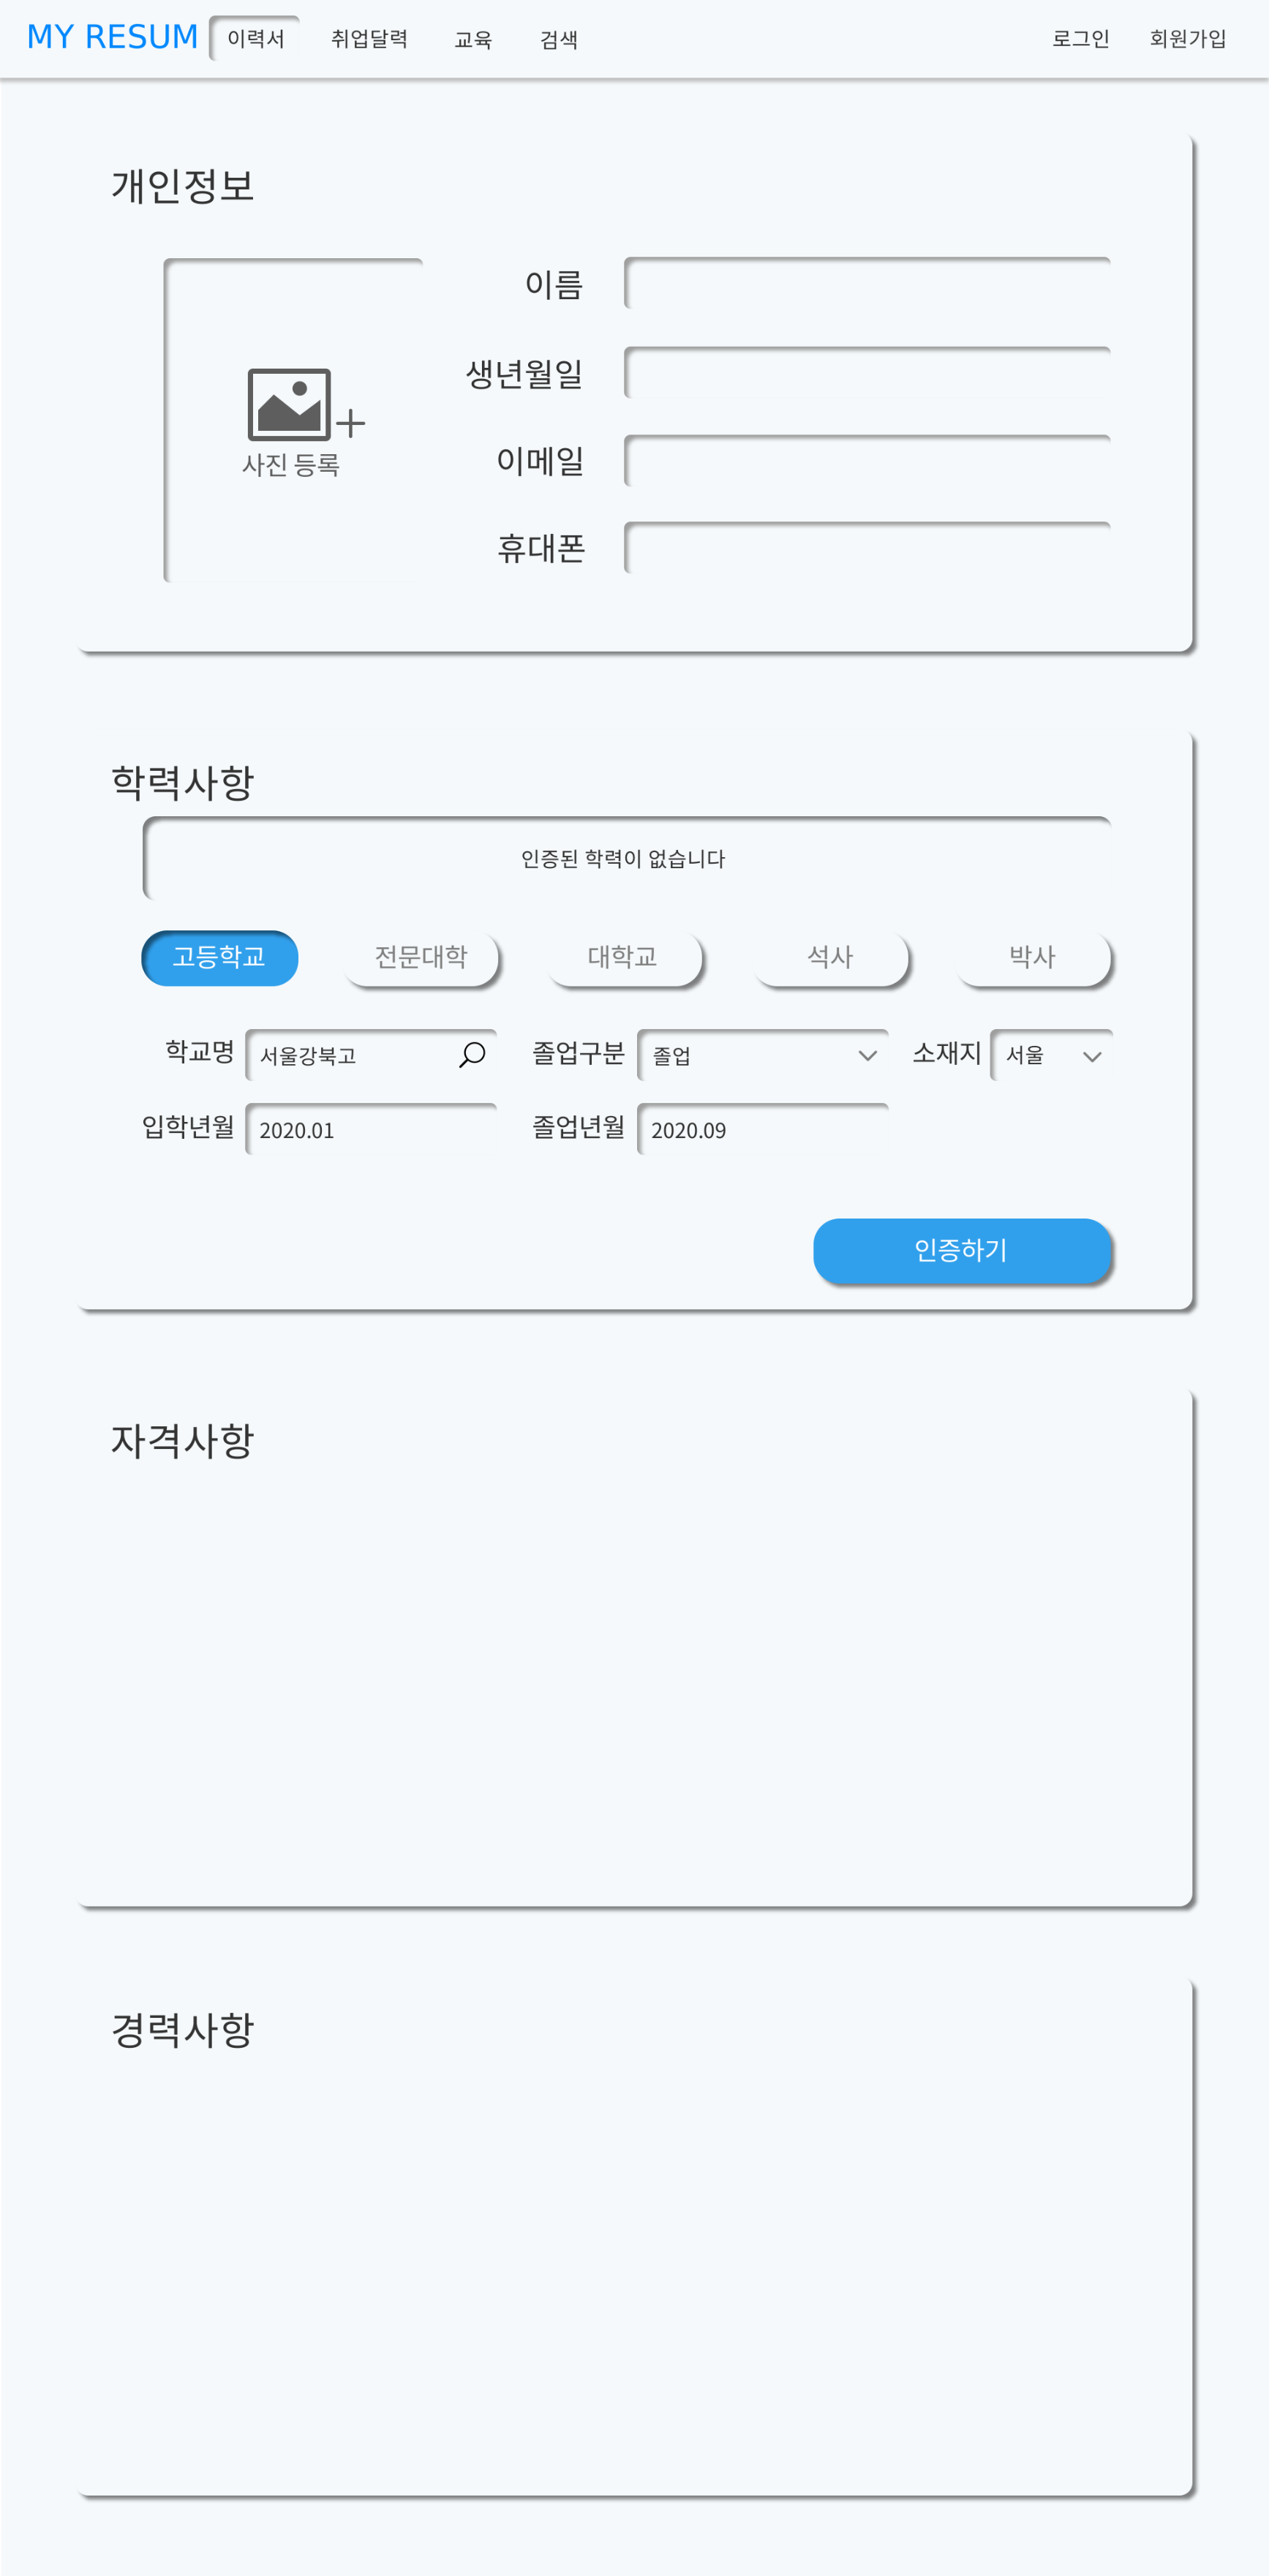 MY RESUM 이력서 취업달력 교육 검색 로그인 회원가입
개인정보
이름
생년월일
사진 등록
이메일
휴대폰
학력사항
인증된 학력이 없습니다
고등학교 전문대학 대학교 석사 박사
학교명 서울강북고 졸업구분 졸업 소재지 서울
입학년월 2020.01 졸업년월 2020.09
인증하기
자격사항
경력사항